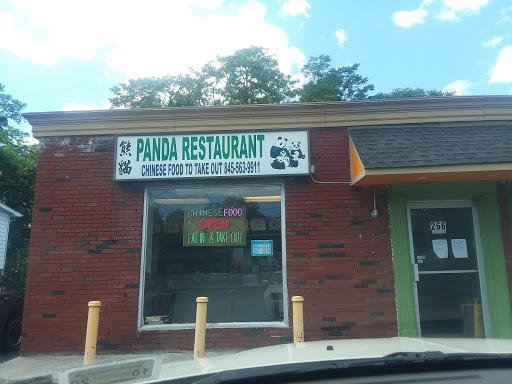 熊猫
PANDA RESTAURANT
CHINESE FOOD TO TAKE OUT 845-563-9911
CHINESE FOOD
OPEN
EAT IN & TAKE OUT
266